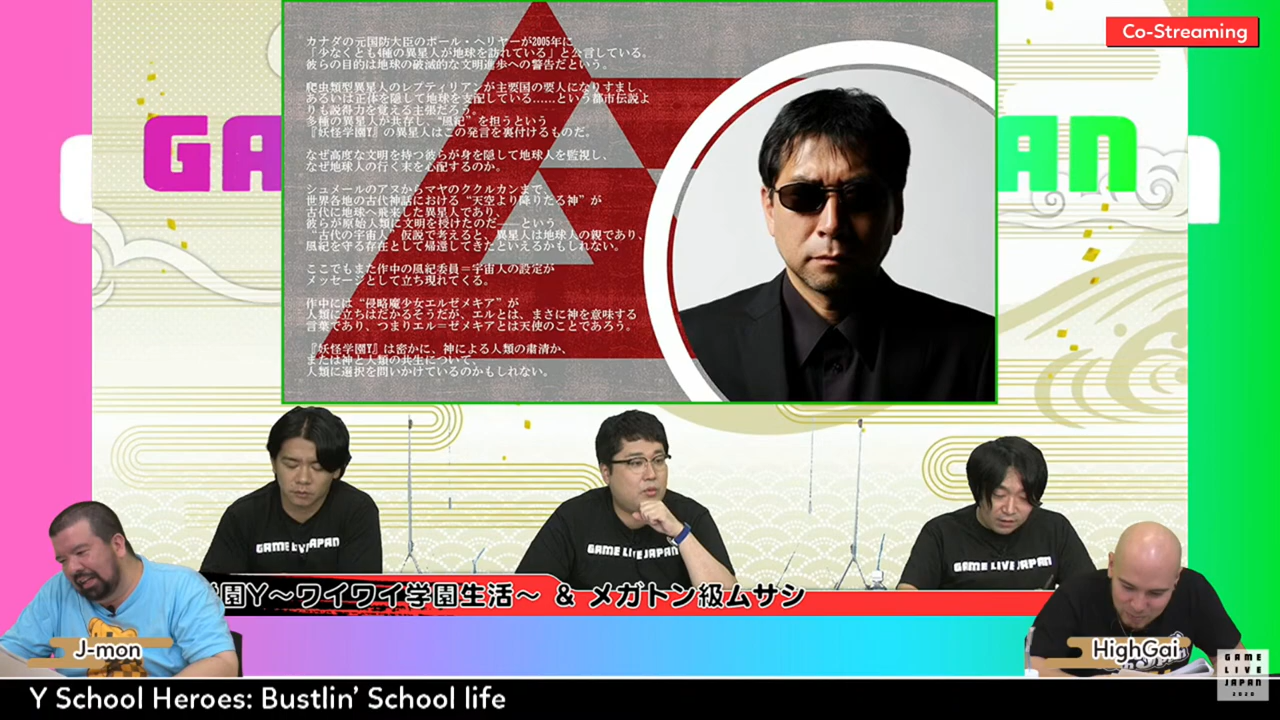 Co-Streaming
カナダの元国防大臣のポール・ヘリヤーが2005年に
「少なくとも4種の異星人が地球を訪れている」と公言している。
彼らの目的は地球の破滅的な文明進歩への警告だという。
爬虫類型異星人のレプティリアンが主要国の要人になりすまし、
あるいは正体を隠して地球を支配している……という都市伝説よ
りも説得力を覚える主張だろう。
多種の異星人が共存し、“風紀”を担うという
『妖怪学園Y』の異星人はこの発言を裏付けるものだ。
なぜ高度な文明を持つ彼らが身を隠して地球人を監視し、
なぜ地球人の行く末を心配するのか。
シュメールのアヌからマヤのククルカンまで、
世界各地の古代神話における“天空より降りたる神”が
古代に地球へ飛来した異星人であり、
彼らが原始人類に文明を授けたのだ――という
“古代の宇宙人”仮説で考えると、異星人は地球人の親であり、
風紀を守る存在として帰還してきたといえるかもしれない。
ここでもまた作中の風紀委員＝宇宙人の設定が
メッセージとして立ち現れてくる。
作中には“侵略魔少女エルゼメキア”が
人類に立ちはだかるそうだが、エルとは、まさに神を意味する
言葉であり、つまりエル＝ゼメキアとは天使のことであろう。
『妖怪学園Y』は密かに、神による人類の粛清か、
または神と人類の共生について、
人類に選択を問いかけているのかもしれない。
GA
AN
GAME LIVE JAPAN
GAME LIVE JAPAN
GAME LIVE JAPAN
学園Y～ワイワイ学園生活～ & メガトン級ムサシ
J-mon
HighGai
Y School Heroes: Bustlin’ School life
GAME
LIVE
JAPAN
2020